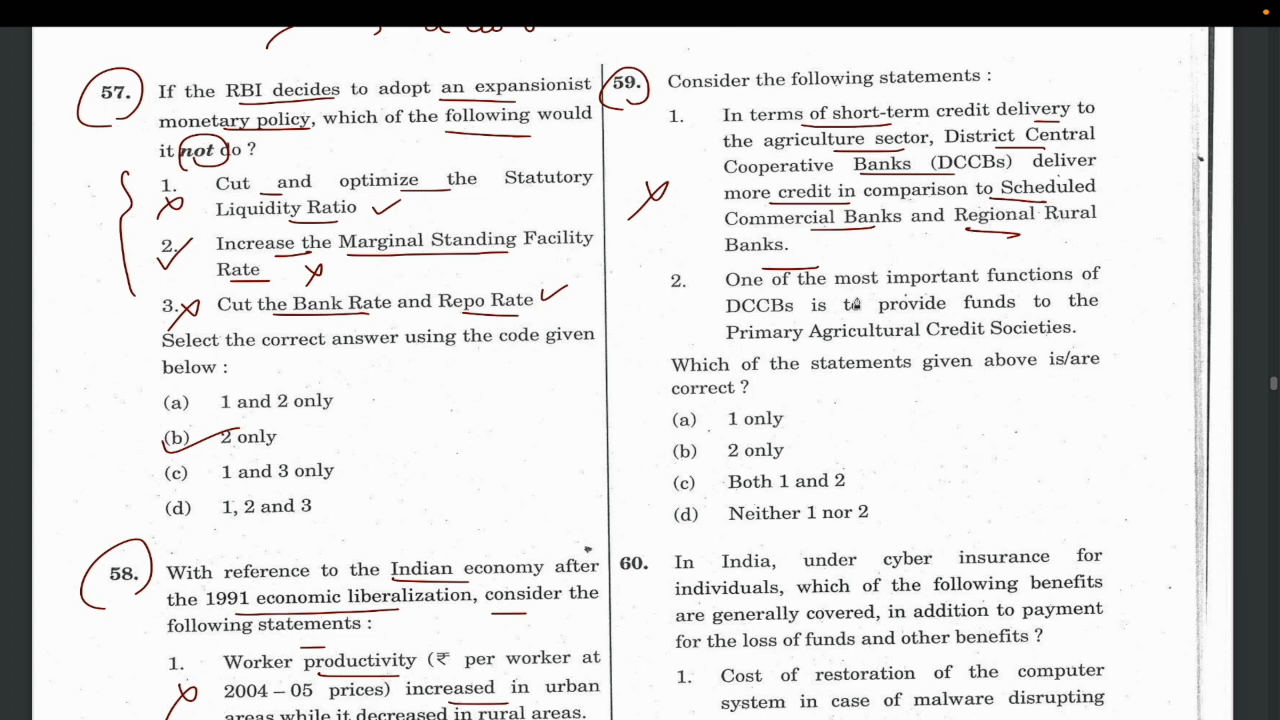 57. If the RBI decides to adopt an expansionist
monetary policy, which of the following would
it not do ?
1. Cut and optimize the Statutory
Liquidity Ratio
2. Increase the Marginal Standing Facility
Rate
3. Cut the Bank Rate and Repo Rate
Select the correct answer using the code given
below :
(a) 1 and 2 only
(b) 2 only
(c) 1 and 3 only
(d) 1, 2 and 3
58. With reference to the Indian economy after
the 1991 economic liberalization, consider the
following statements :
1. Worker productivity (₹ per worker at
2004 – 05 prices) increased in urban
areas while it decreased in rural areas.
59. Consider the following statements :
1. In terms of short-term credit delivery to
the agriculture sector, District Central
Cooperative Banks (DCCBs) deliver
more credit in comparison to Scheduled
Commercial Banks and Regional Rural
Banks.
2. One of the most important functions of
DCCBs is to provide funds to the
Primary Agricultural Credit Societies.
Which of the statements given above is/are
correct ?
(a) 1 only
(b) 2 only
(c) Both 1 and 2
(d) Neither 1 nor 2
60. In India, under cyber insurance for
individuals, which of the following benefits
are generally covered, in addition to payment
for the loss of funds and other benefits ?
1. Cost of restoration of the computer
system in case of malware disrupting